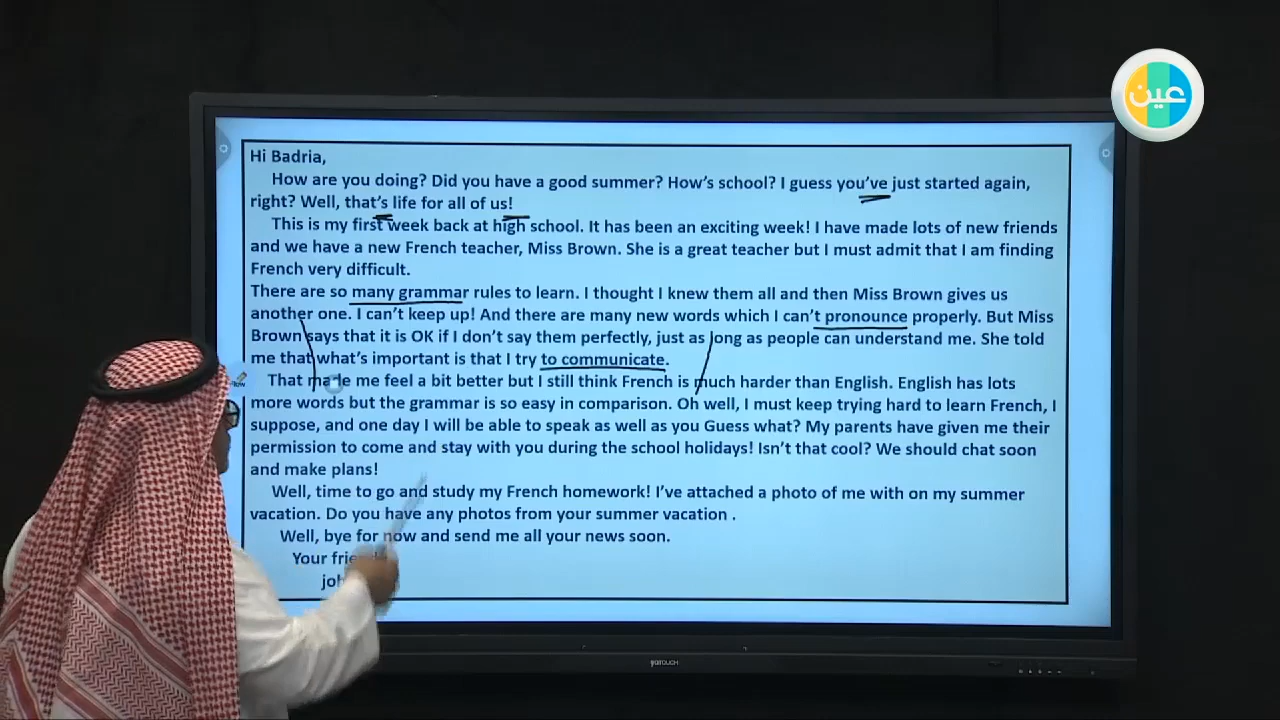 عين
Hi Badria,
How are you doing? Did you have a good summer? How's school? I guess you've just started again,
right? Well, that's life for all of us!
This is my first week back at high school. It has been an exciting week! I have made lots of new friends
and we have a new French teacher, Miss Brown. She is a great teacher but I must admit that I am finding
French very difficult.
There are so many grammar rules to learn. I thought I knew them all and then Miss Brown gives us
another one. I can't keep up! And there are many new words which I can't pronounce properly. But Miss
Brown says that it is OK if I don't say them perfectly, just as long as people can understand me. She told
me that what's important is that I try to communicate.
That made me feel a bit better but I still think French is much harder than English. English has lots
more words but the grammar is so easy in comparison. Oh well, I must keep trying hard to learn French, I
suppose, and one day I will be able to speak as well as you Guess what? My parents have given me their
permission to come and stay with you during the school holidays! Isn't that cool? We should chat soon
and make plans!
Well, time to go and study my French homework! I've attached a photo of me with on my summer
vacation. Do you have any photos from your summer vacation .
Well, bye for now and send me all your news soon.
Your